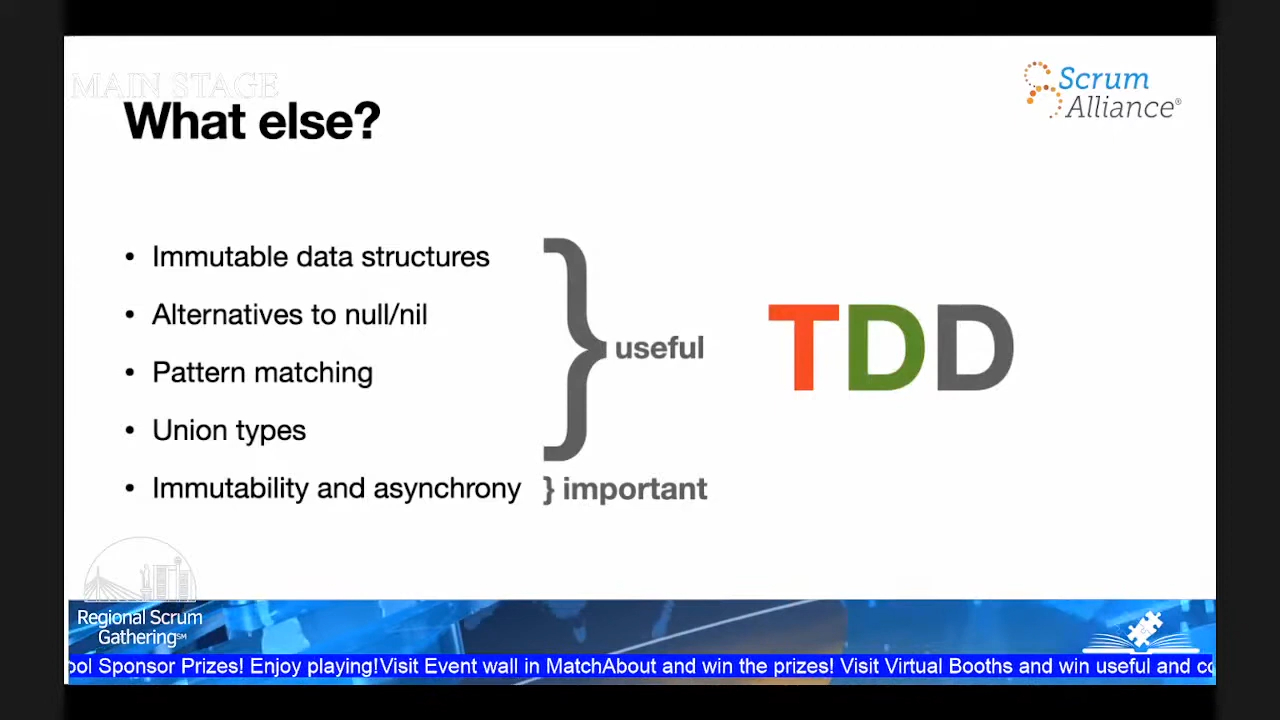 MAIN STAGE
Scrum
Alliance®
What else?
• Immutable data structures
• Alternatives to null/nil
• Pattern matching
• Union types
• Immutability and asynchrony
} useful
} important
TDD
Regional Scrum
Gathering℠
ool Sponsor Prizes! Enjoy playing!Visit Event wall in MatchAbout and win the prizes! Visit Virtual Booths and win useful and co